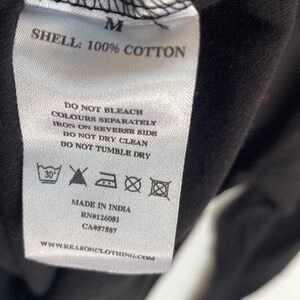 M
SHELL: 100% COTTON
DO NOT BLEACH
COLOURS SEPARATELY
IRON ON REVERSE SIDE
DO NOT DRY CLEAN
DO NOT TUMBLE DRY
30°
MADE IN INDIA
RN#126081
CA#57887
WWW.REASONCLOTHING.COM